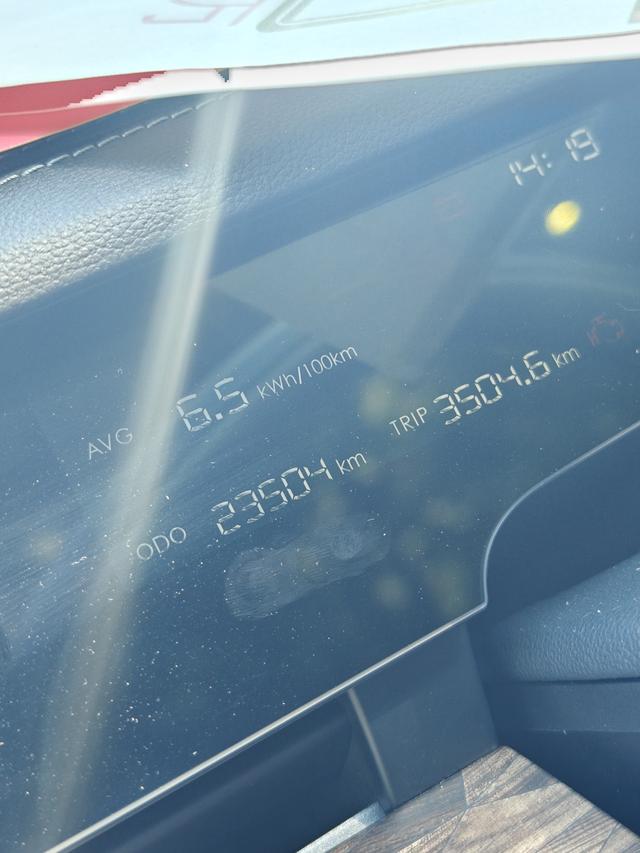 14:19
AVG 6.5 kWh/100km
TRIP 3504.6 km
ODO 23504 km